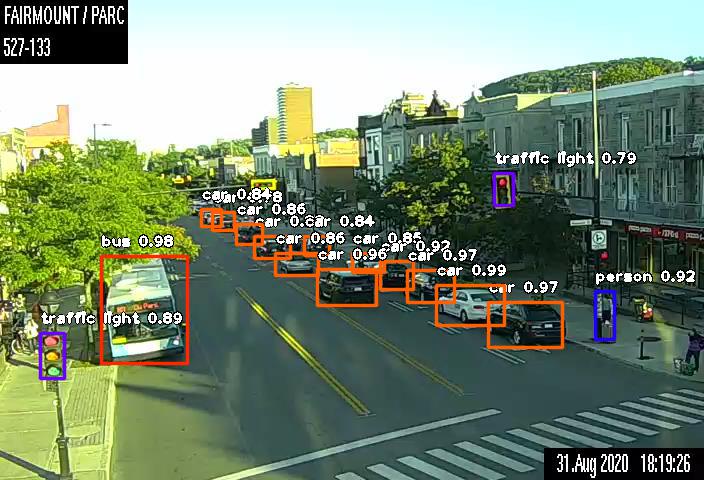 FAIRMOUNT / PARC
527-133
traffic light 0.79
car 0.84
car 0.86
car 0.84
car 0.86
car 0.85
car 0.92
car 0.96
car 0.97
car 0.99
car 0.97
bus 0.98
person 0.92
traffic light 0.89
31.Aug 2020 18:19:26